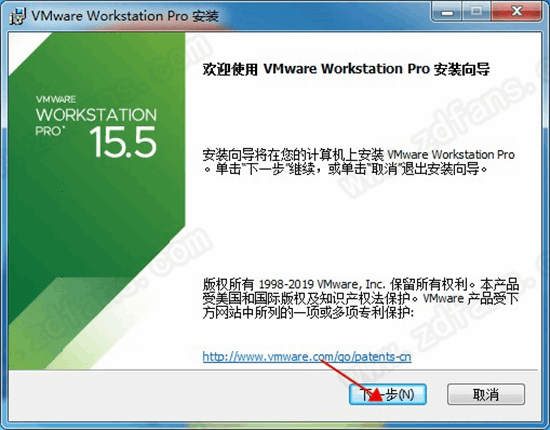 VMware Workstation Pro 安装
欢迎使用 VMware Workstation Pro 安装向导
VMWARE
WORKSTATION
PRO™
15.5
安装向导将在您的计算机上安装 VMware Workstation Pro
。单击“下一步”继续，或单击“取消”退出安装向导。
版权所有 1998-2019 VMware, Inc. 保留所有权利。本产品
受美国和国际版权及知识产权法保护。VMware 产品受下
方网站中所列的一项或多项专利保护:
http://www.vmware.com/go/patents-cn
下一步(N)
取消
www.zdfans.com